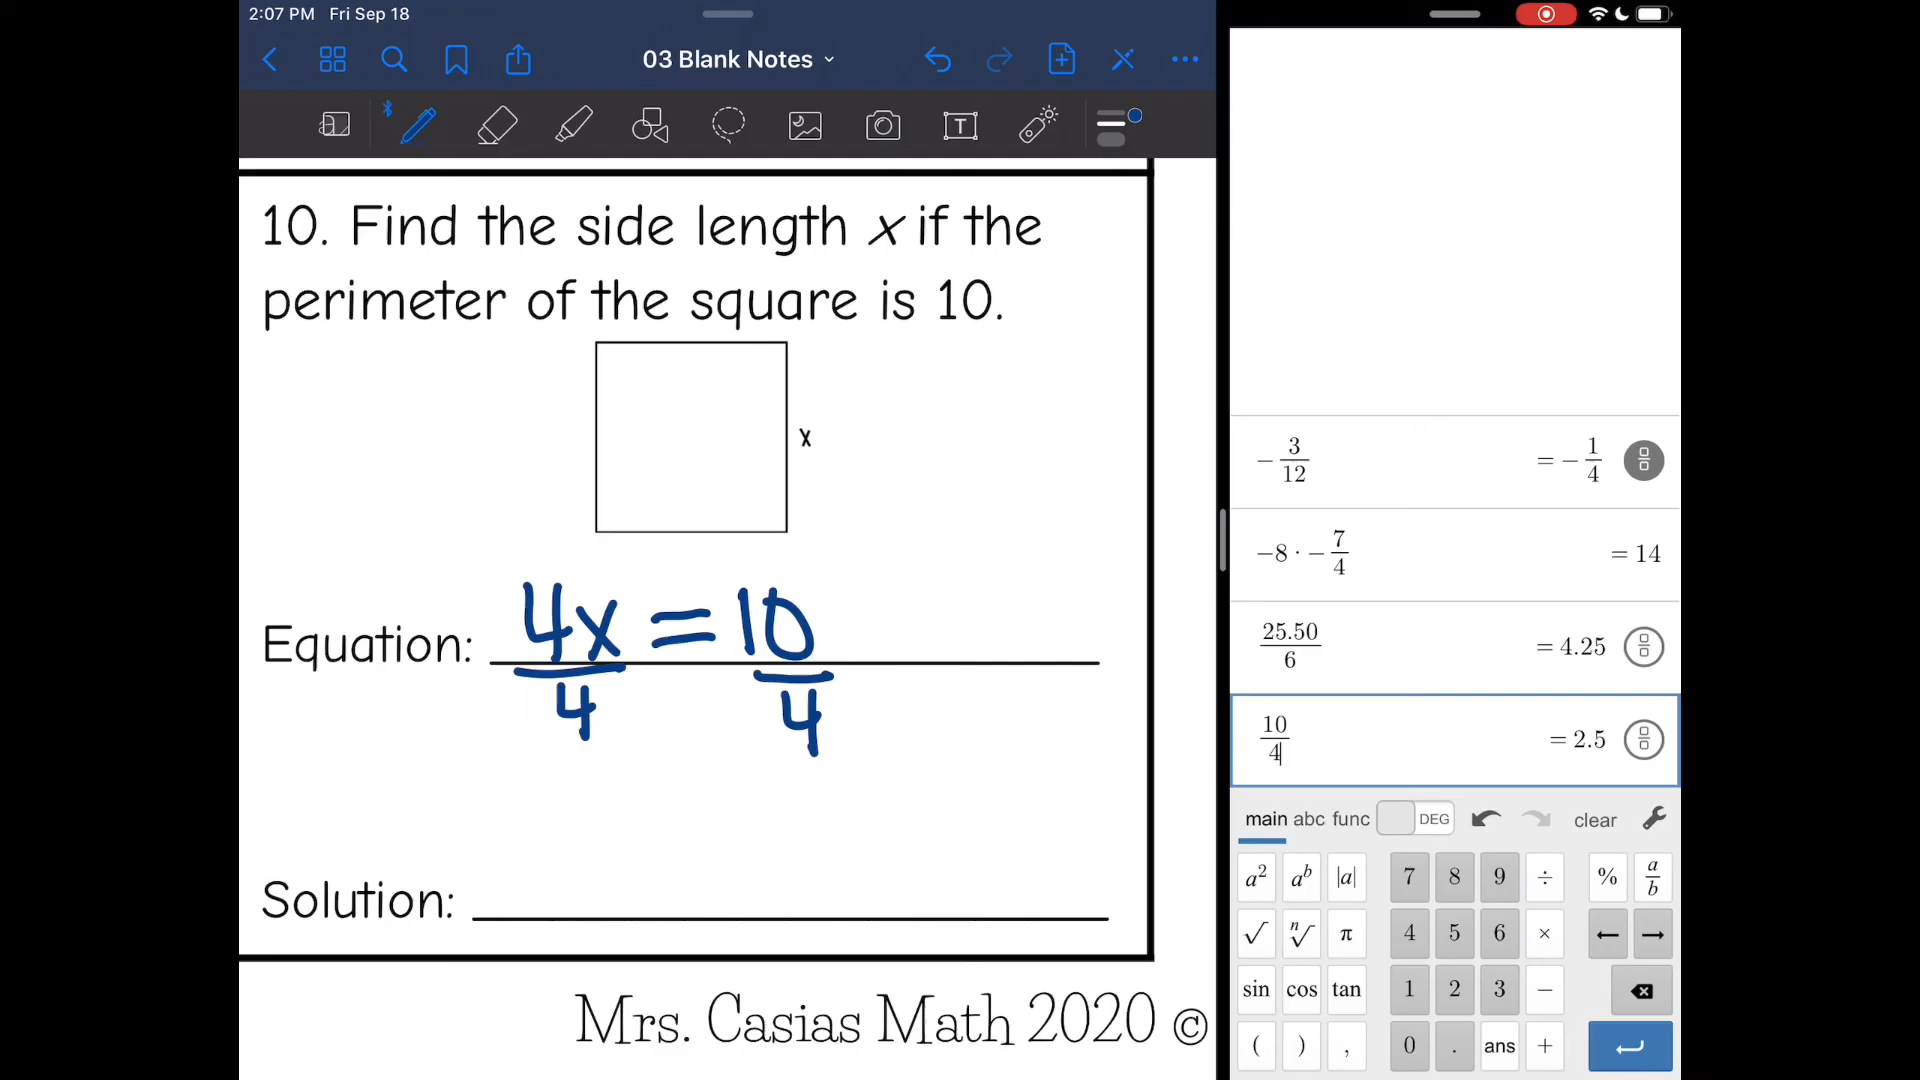 2:07 PM Fri Sep 18
03 Blank Notes
10. Find the side length x if the
perimeter of the square is 10.
x
Equation: 4x = 10
4 4
Solution:
Mrs. Casias Math 2020 ©
- 3/12 = - 1/4
-8 · - 7/4 = 14
25.50/6 = 4.25
10/4 = 2.5
main abc func DEG clear
a² aᵇ |a| 7 8 9 ÷ % a/b
√ ⁿ√ π 4 5 6 × ← →
sin cos tan 1 2 3 −
( ) , 0 . ans +